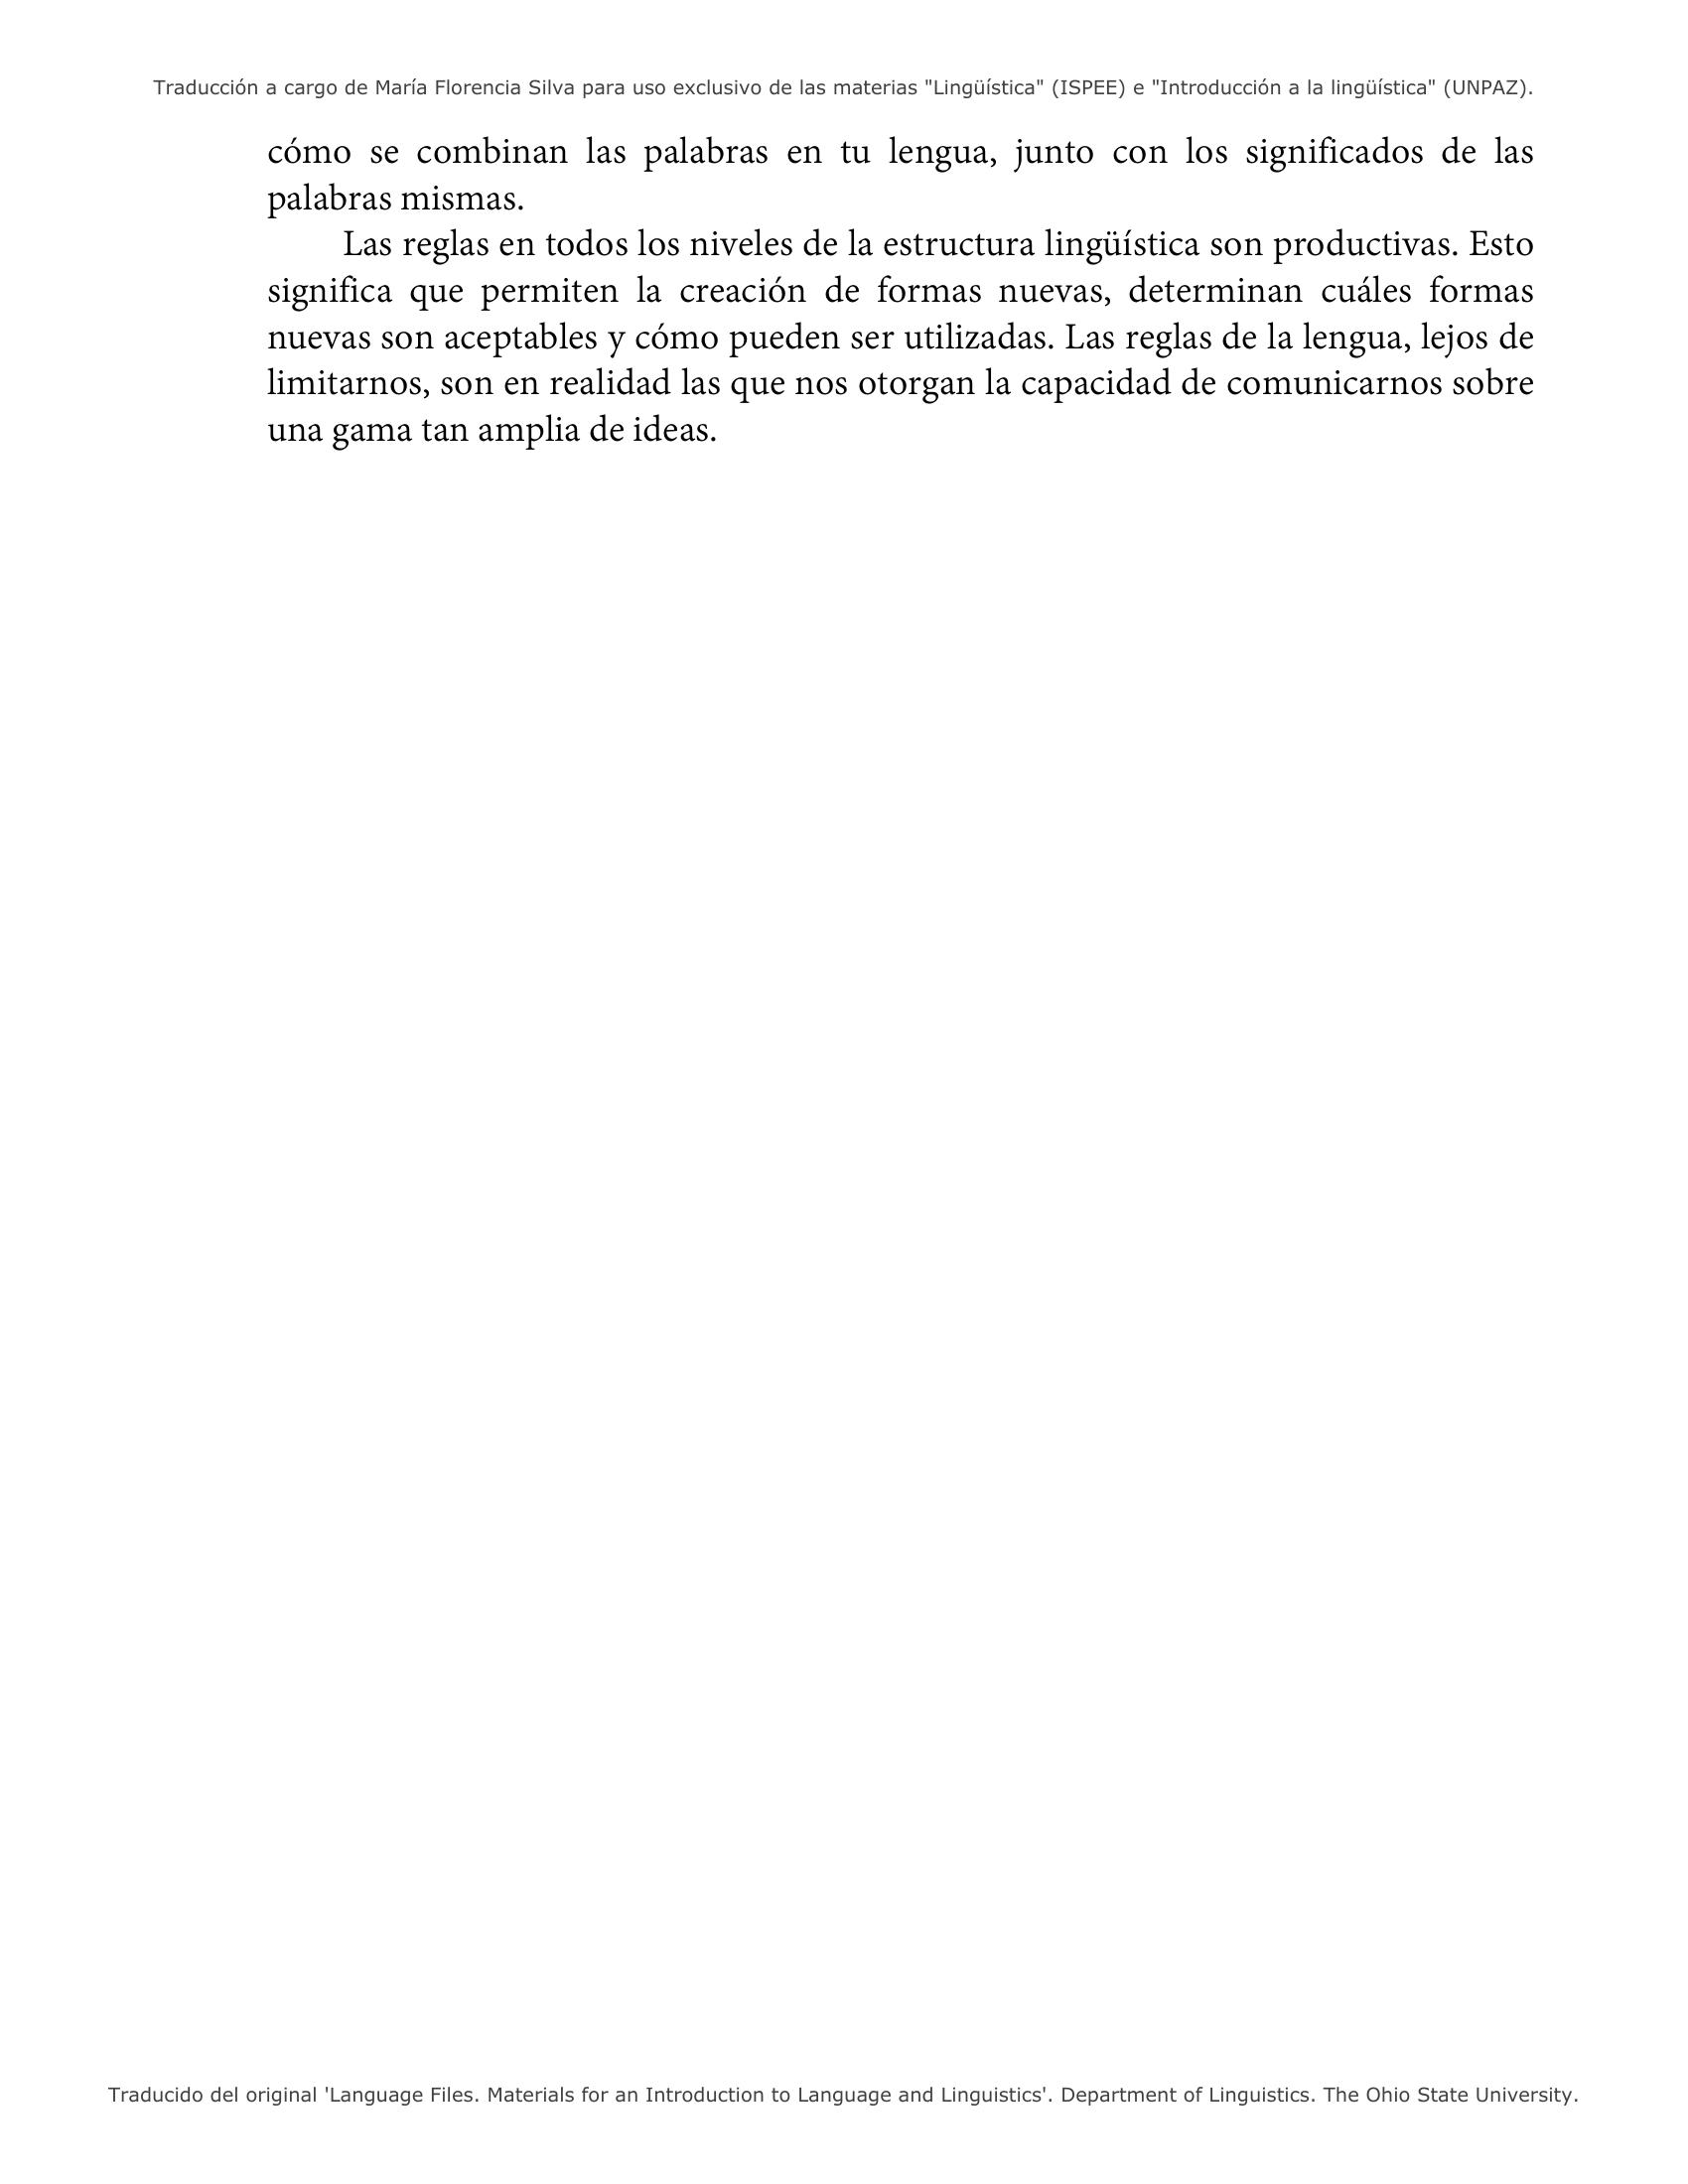 Traducción a cargo de María Florencia Silva para uso exclusivo de las materias "Lingüística" (ISPEE) e "Introducción a la lingüística" (UNPAZ).
cómo se combinan las palabras en tu lengua, junto con los significados de las
palabras mismas.
Las reglas en todos los niveles de la estructura lingüística son productivas. Esto
significa que permiten la creación de formas nuevas, determinan cuáles formas
nuevas son aceptables y cómo pueden ser utilizadas. Las reglas de la lengua, lejos de
limitarnos, son en realidad las que nos otorgan la capacidad de comunicarnos sobre
una gama tan amplia de ideas.
Traducido del original 'Language Files. Materials for an Introduction to Language and Linguistics'. Department of Linguistics. The Ohio State University.